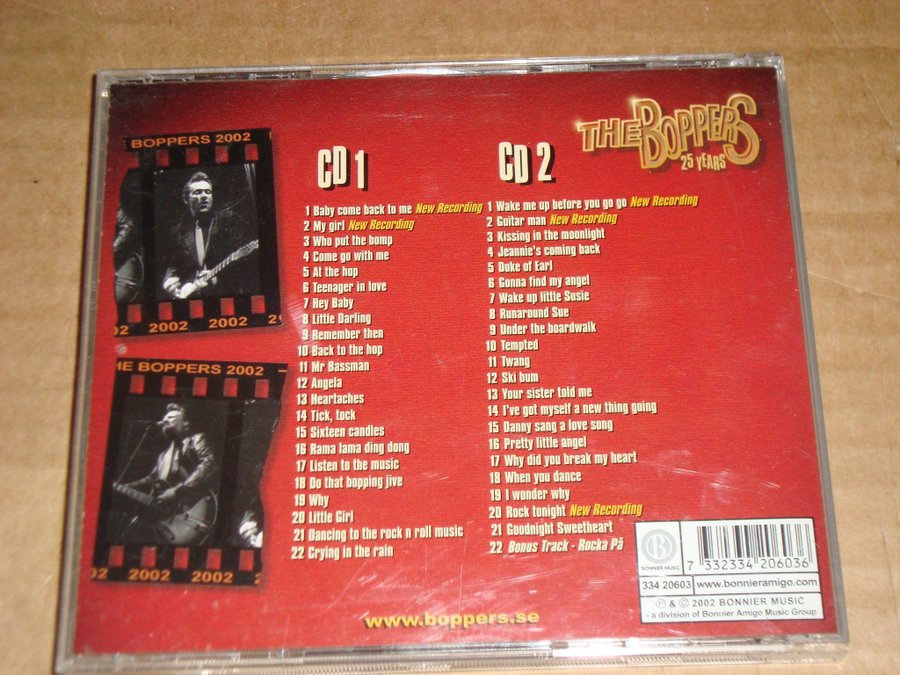 THE BOPPERS
25 YEARS
BOPPERS 2002
2002 2002 2002
HE BOPPERS 2002
2002 2002
CD 1
1 Baby come back to me New Recording
2 My girl New Recording
3 Who put the bomp
4 Come go with me
5 At the hop
6 Teenager in love
7 Hey Baby
8 Little Darling
9 Remember then
10 Back to the hop
11 Mr Bassman
12 Angela
13 Heartaches
14 Tick, tock
15 Sixteen candles
16 Rama lama ding dong
17 Listen to the music
18 Do that bopping jive
19 Why
20 Little Girl
21 Dancing to the rock n roll music
22 Crying in the rain
CD 2
1 Wake me up before you go go New Recording
2 Guitar man New Recording
3 Kissing in the moonlight
4 Jeannie's coming back
5 Duke of Earl
6 Gonna find my angel
7 Wake up little Susie
8 Runaround Sue
9 Under the boardwalk
10 Tempted
11 Twang
12 Ski bum
13 Your sister told me
14 I've got myself a new thing going
15 Danny sang a love song
16 Pretty little angel
17 Why did you break my heart
18 When you dance
19 I wonder why
20 Rock tonight New Recording
21 Goodnight Sweetheart
22 Bonus Track - Rocka På
B
BONNIER MUSIC
7 332334 206036
334 20603 www.bonnieramigo.com
℗ & © 2002 BONNIER MUSIC
- a division of Bonnier Amigo Music Group
www.boppers.se